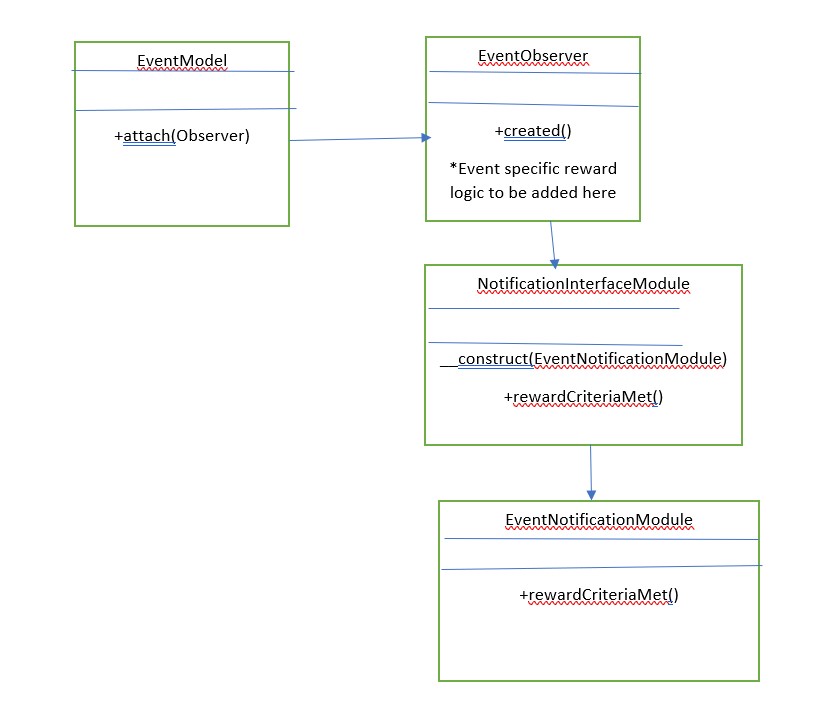 EventModel
+attach(Observer)
EventObserver
+created()
*Event specific reward
logic to be added here
NotificationInterfaceModule
__construct(EventNotificationModule)
+rewardCriteriaMet()
EventNotificationModule
+rewardCriteriaMet()